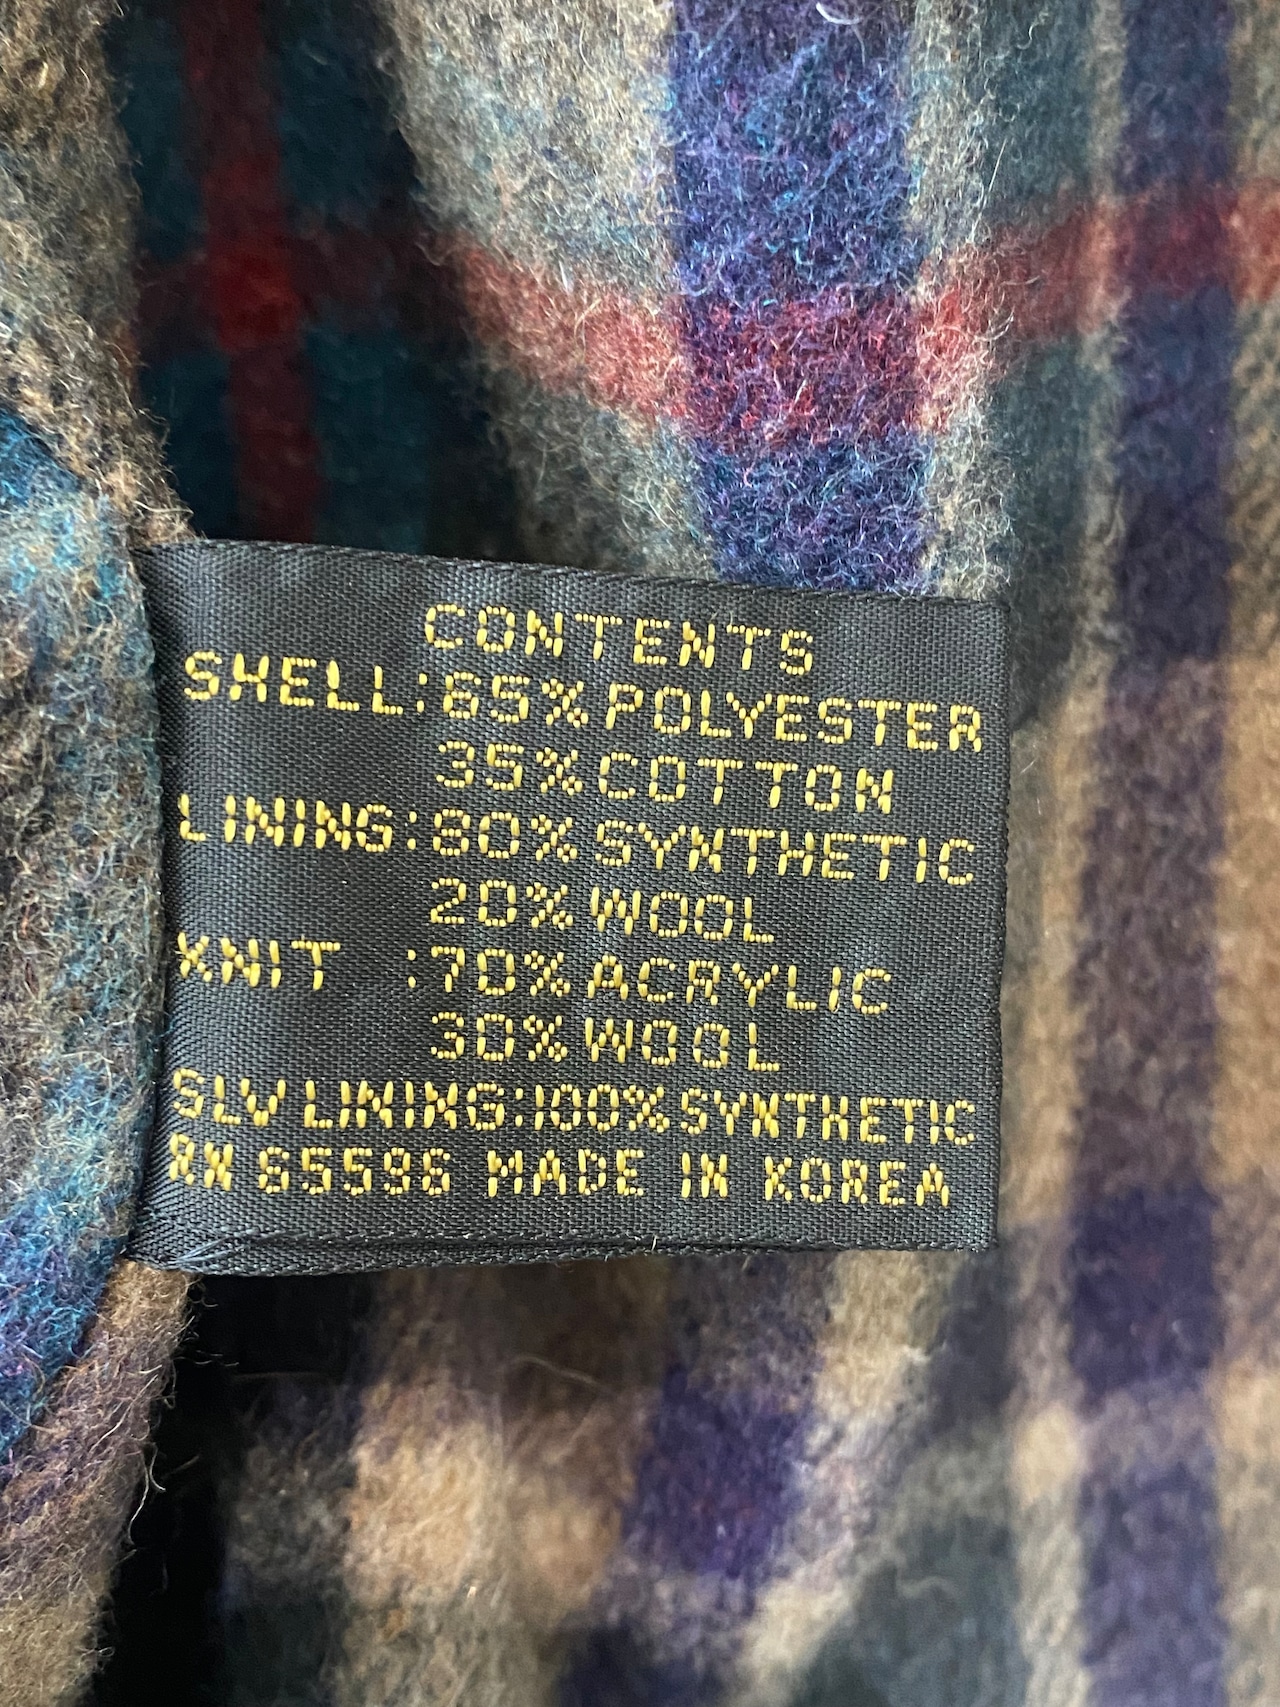 CONTENTS
SHELL:65%POLYESTER
35%COTTON
LINING:80%SYNTHETIC
20%WOOL
KNIT :70%ACRYLIC
30%WOOL
SLV LINING:100%SYNTHETIC
RN 65596 MADE IN KOREA